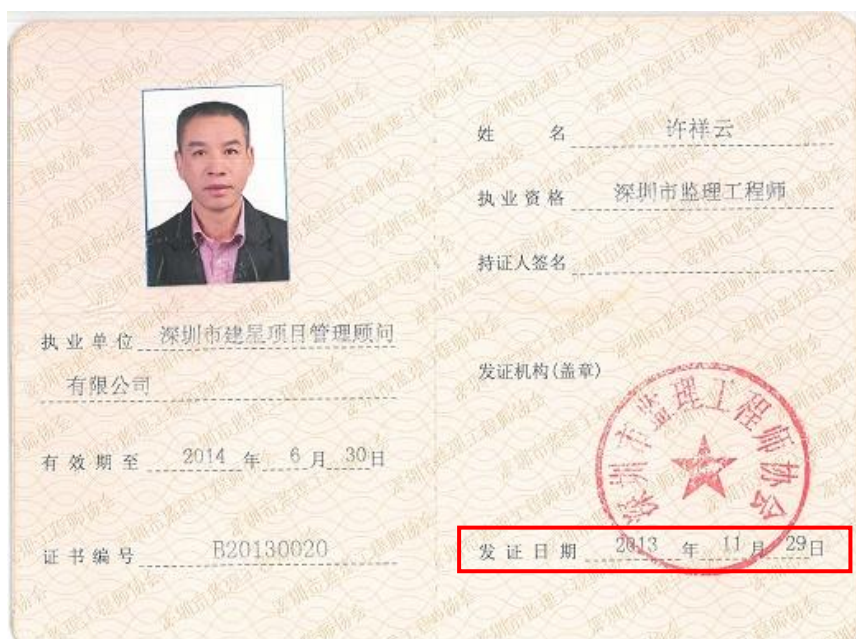 执业单位 深圳市建星项目管理顾问
有限公司
有效期至 2014 年 6 月 30 日
证书编号 B20130020
姓 名 许祥云
执业资格 深圳市监理工程师
持证人签名
发证机构(盖章)
深圳市监理工程师协会
发证日期 2013 年 11 月 29 日